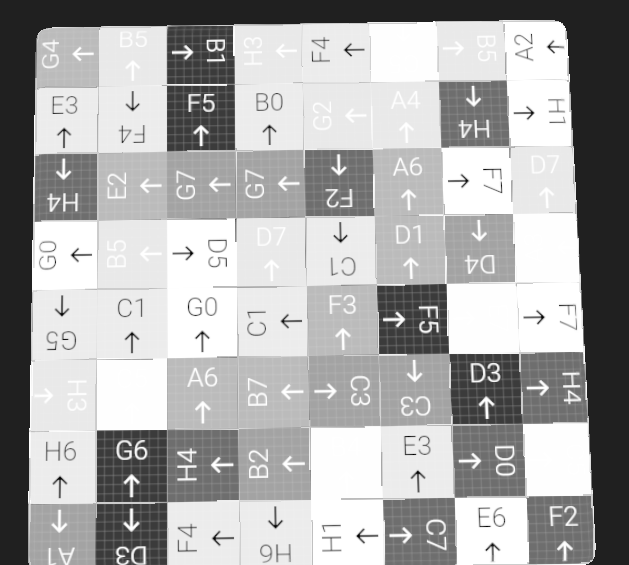 G4 ← B5 ↑ → B1 H3 ← F4 ← → B5 A2 ←
E3 ↑ ↓ F4 F5 ↑ B0 ↑ G2 ← A4 ↑ ↓ H4 → H1
↓ H4 E2 ← G7 ← G7 ← ↓ F2 A6 ↑ → F7 D7 ↑
G0 ← B5 ← → D5 D7 ↑ ↓ C1 D1 ↑ ↓ D4
↓ G5 C1 ↑ G0 ↑ C1 ← F3 ↑ → F5 → F7
→ H3 A6 ↑ B7 ← → C3 ↓ C3 D3 ↑ → H4
H6 ↑ G6 ↑ H4 ← B2 ← E3 ↑ → D0
↓ A1 ↓ D3 F4 ← ↓ H6 H1 ← → C7 E6 ↑ F2 ↑